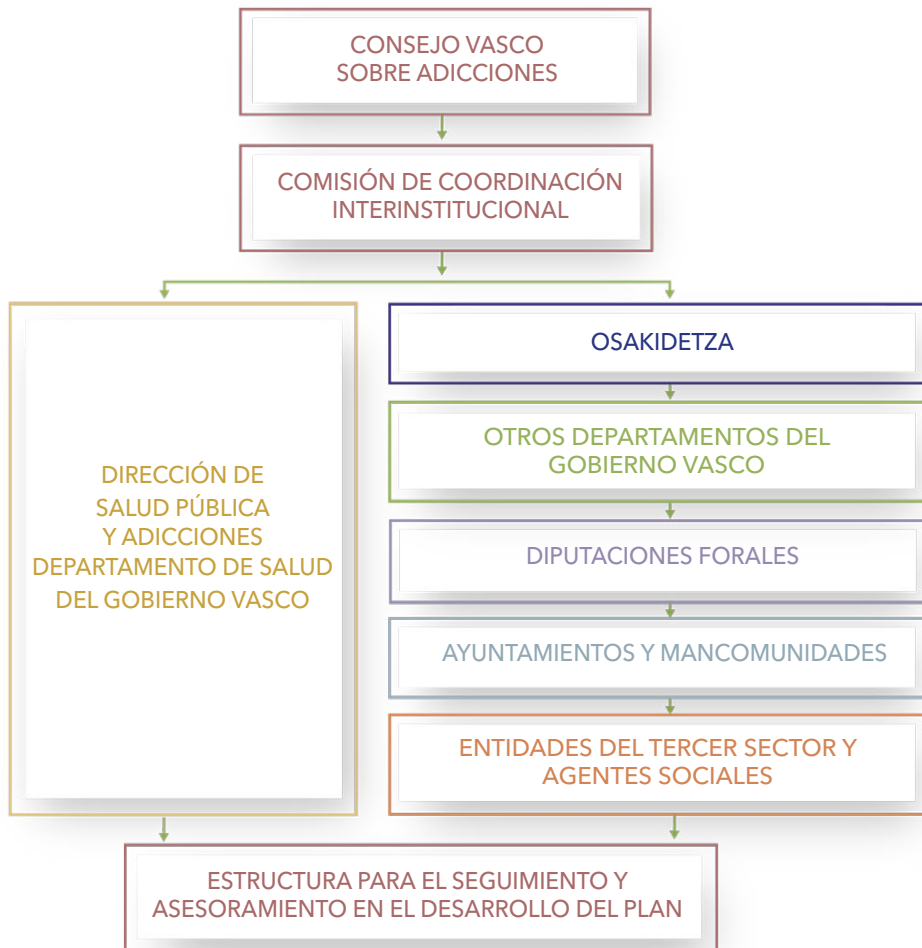 CONSEJO VASCO
SOBRE ADICCIONES
COMISIÓN DE COORDINACIÓN
INTERINSTITUCIONAL
DIRECCIÓN DE
SALUD PÚBLICA
Y ADICCIONES
DEPARTAMENTO DE SALUD
DEL GOBIERNO VASCO
OSAKIDETZA
OTROS DEPARTAMENTOS DEL
GOBIERNO VASCO
DIPUTACIONES FORALES
AYUNTAMIENTOS Y MANCOMUNIDADES
ENTIDADES DEL TERCER SECTOR Y
AGENTES SOCIALES
ESTRUCTURA PARA EL SEGUIMIENTO Y
ASESORAMIENTO EN EL DESARROLLO DEL PLAN